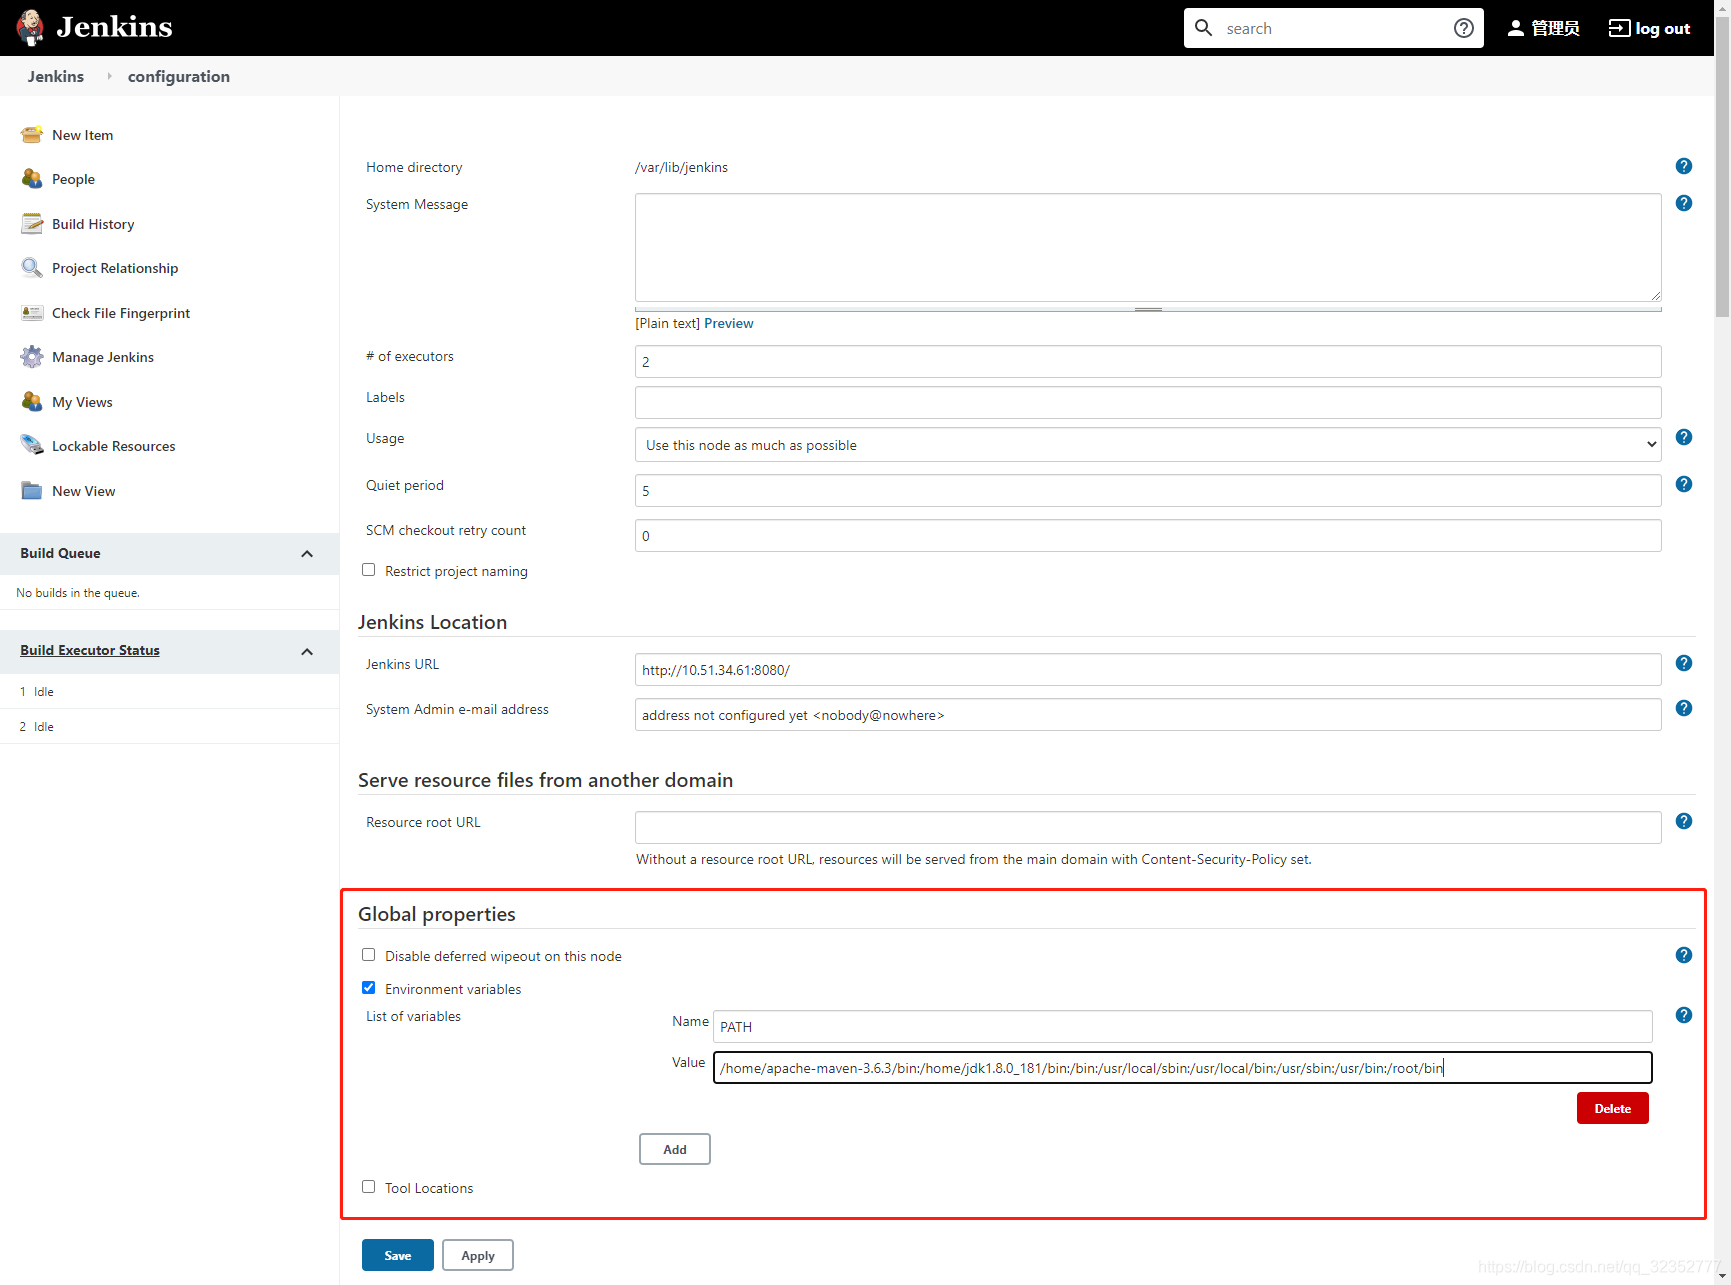 Jenkins
search
管理员
log out
Jenkins configuration
New Item
People
Build History
Project Relationship
Check File Fingerprint
Manage Jenkins
My Views
Lockable Resources
New View
Build Queue
No builds in the queue.
Build Executor Status
1 Idle
2 Idle
Home directory /var/lib/jenkins
System Message
[Plain text] Preview
# of executors 2
Labels
Usage Use this node as much as possible
Quiet period 5
SCM checkout retry count 0
Restrict project naming
Jenkins Location
Jenkins URL http://10.51.34.61:8080/
System Admin e-mail address address not configured yet <nobody@nowhere>
Serve resource files from another domain
Resource root URL
Without a resource root URL, resources will be served from the main domain with Content-Security-Policy set.
Global properties
Disable deferred wipeout on this node
Environment variables
List of variables
Name PATH
Value /home/apache-maven-3.6.3/bin:/home/jdk1.8.0_181/bin:/bin:/usr/local/sbin:/usr/local/bin:/usr/sbin:/usr/bin:/root/bin
Delete
Add
Tool Locations
Save Apply
https://blog.csdn.net/qq_32352777